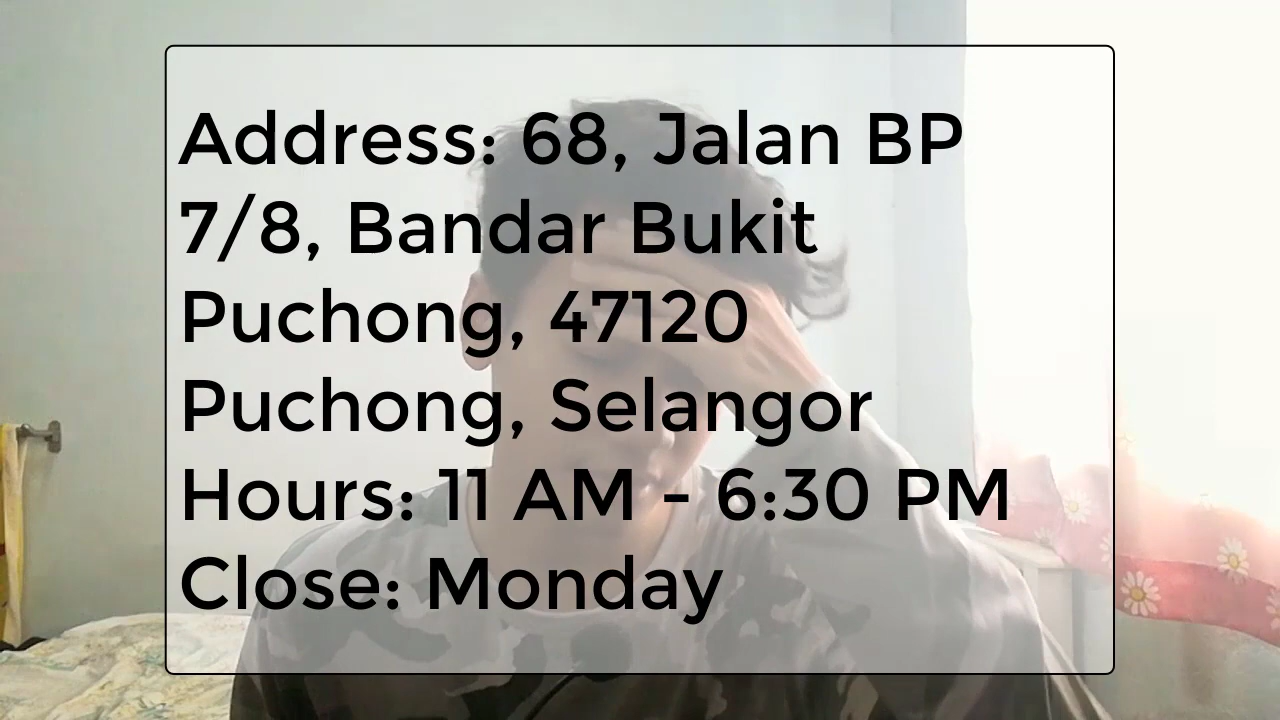 Address: 68, Jalan BP
7/8, Bandar Bukit
Puchong, 47120
Puchong, Selangor
Hours: 11 AM - 6:30 PM
Close: Monday